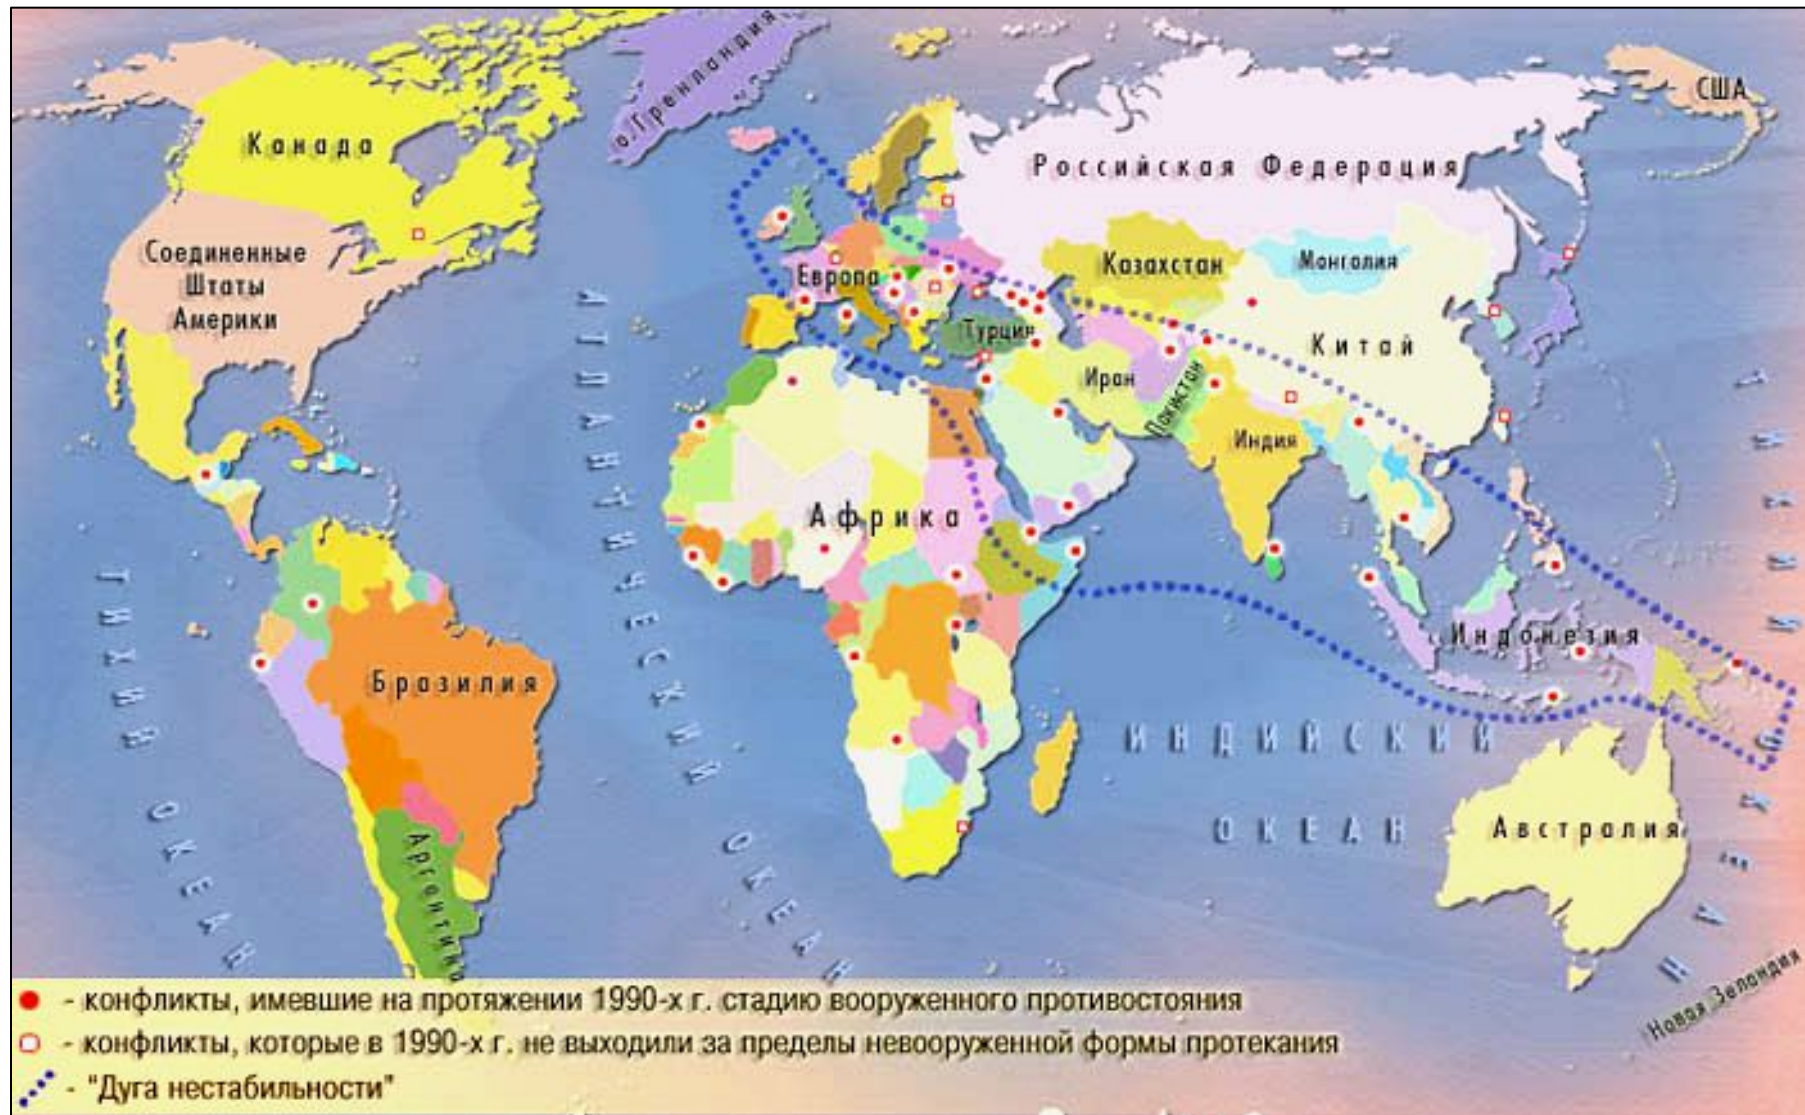 о. Гренландия
США
Канада
Российская Федерация
Соединенные
Штаты
Америки
Европа
Казахстан
Монголия
Турция
Китай
Иран
Пакистан
Индия
Африка
Индонезия
Бразилия
Аргентина
Австралия
Новая Зеландия
АТЛАНТИЧЕСКИЙ ОКЕАН
ТИХИЙ ОКЕАН
ИНДИЙСКИЙ
ОКЕАН
ТИХИЙ ОКЕАН
- конфликты, имевшие на протяжении 1990-х г. стадию вооруженного противостояния
- конфликты, которые в 1990-х г. не выходили за пределы невооруженной формы протекания
- "Дуга нестабильности"